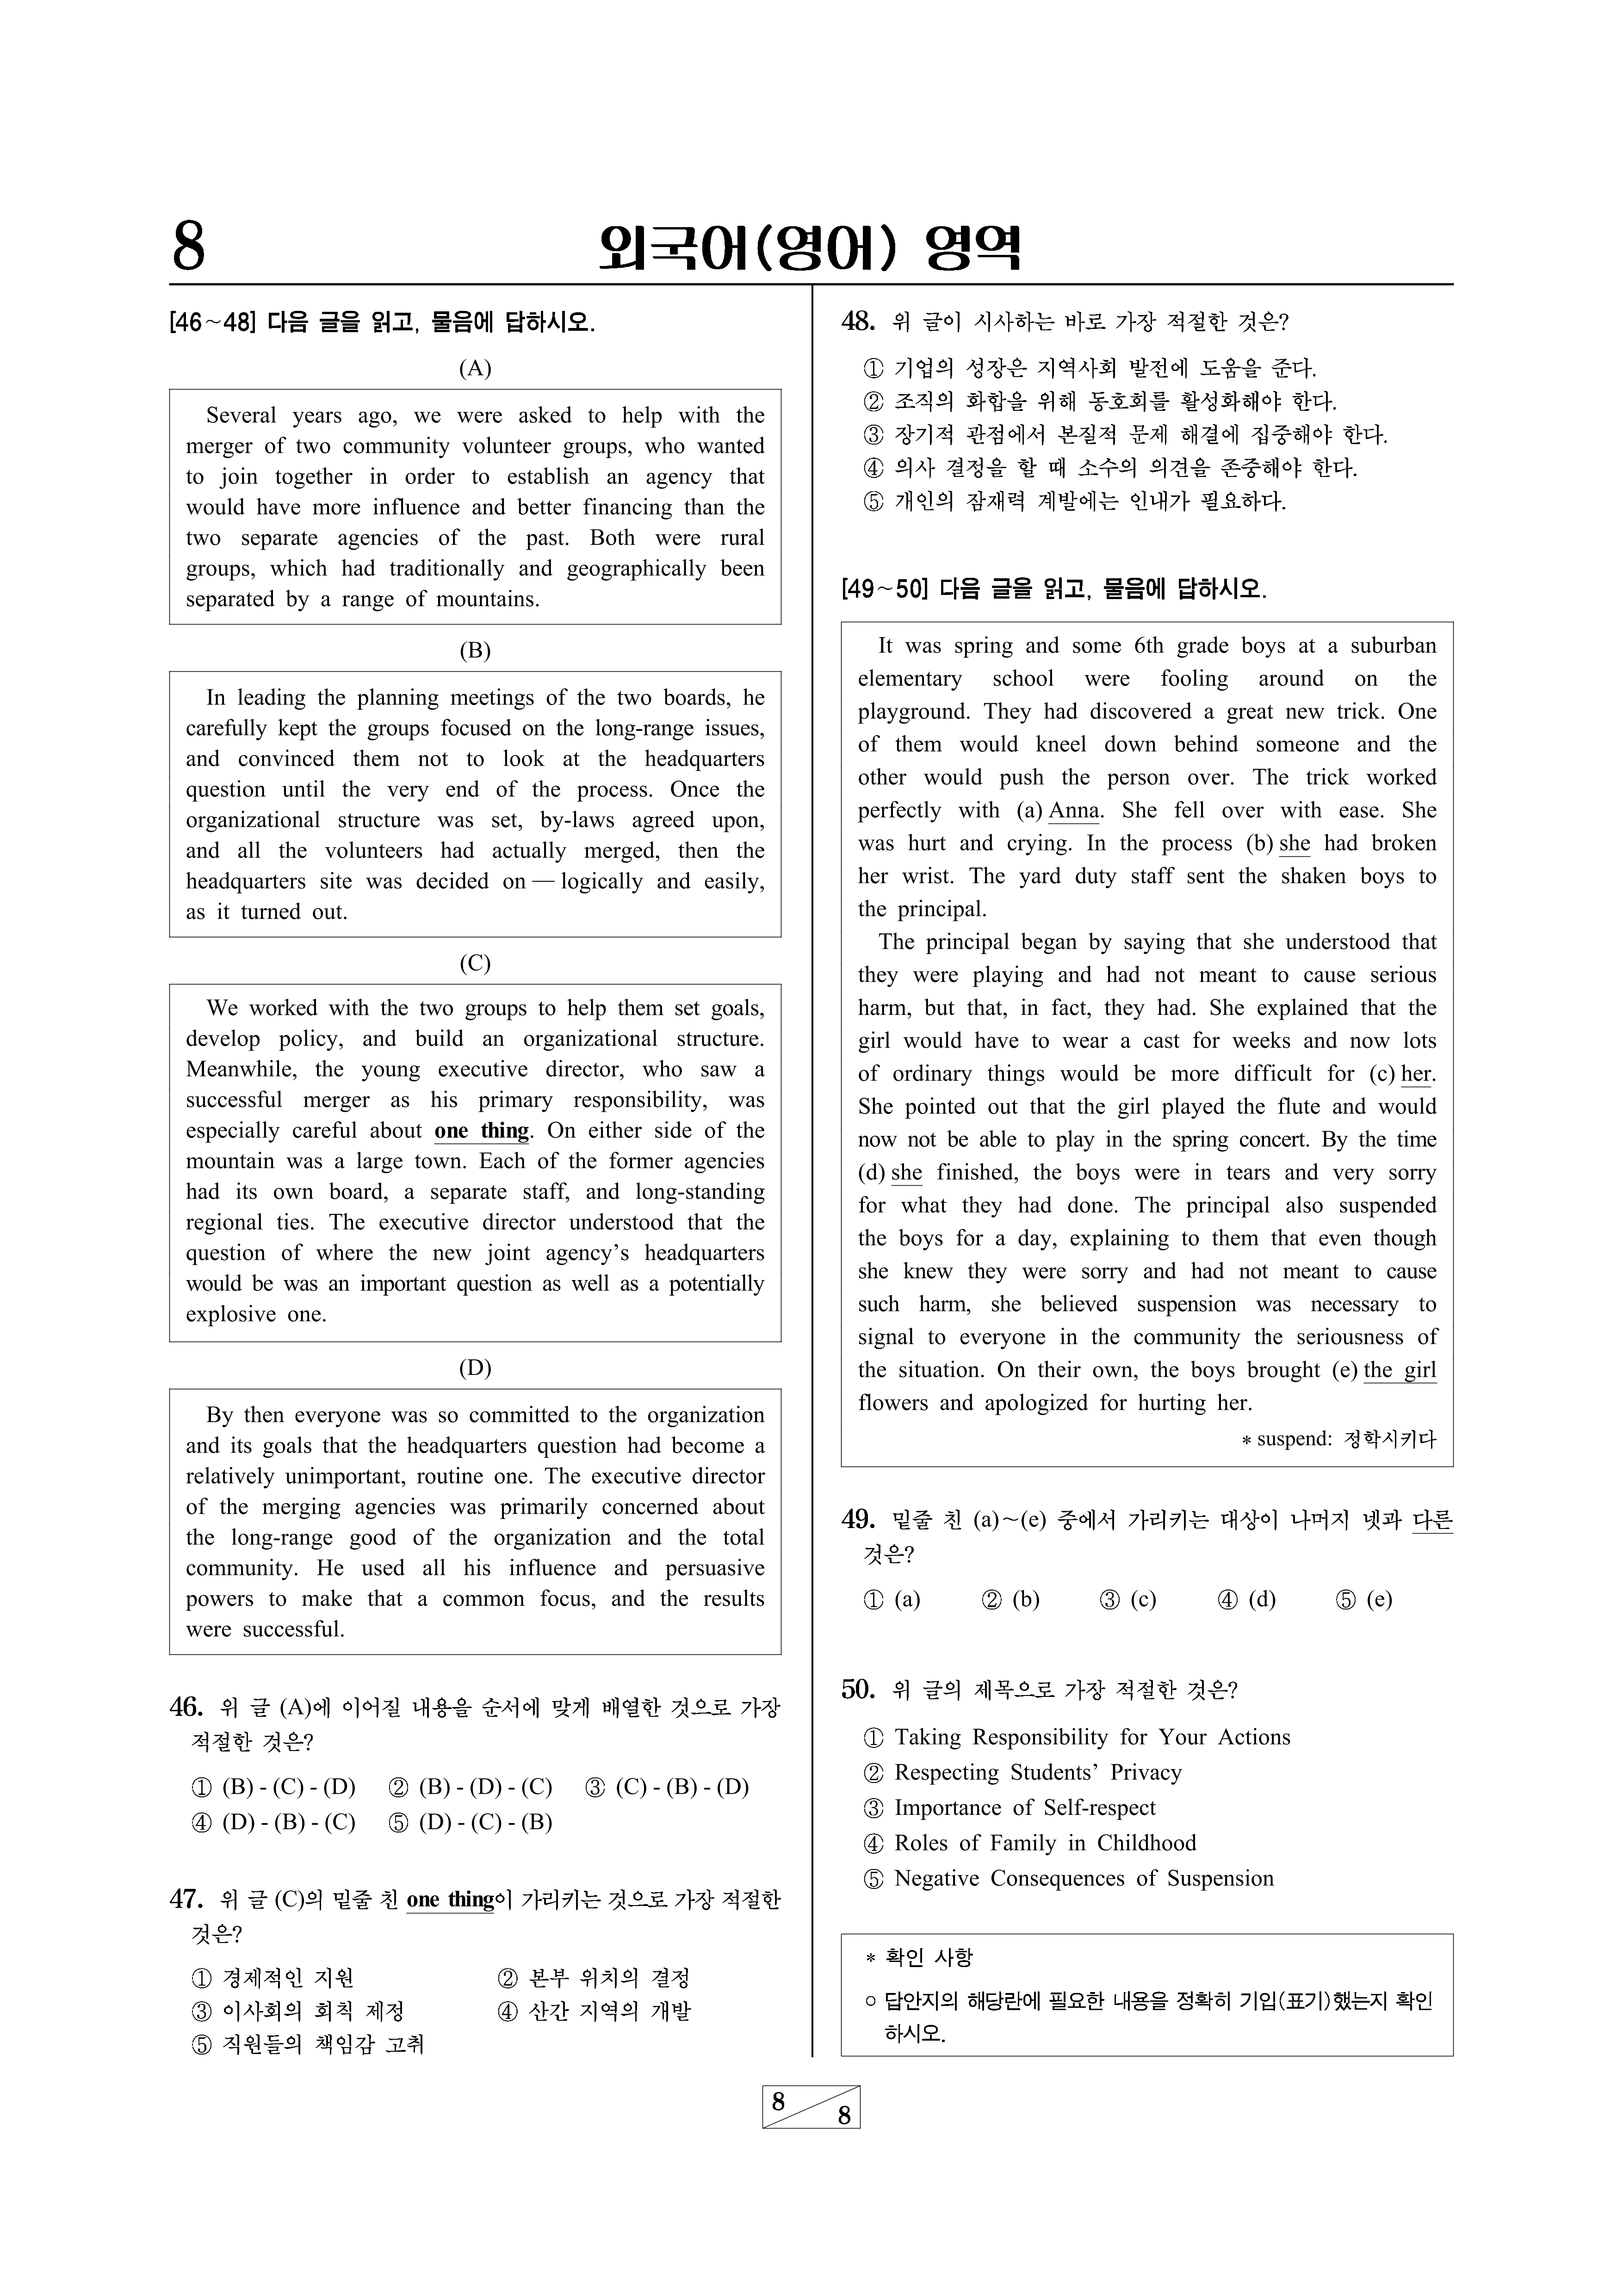 8
외국어(영어) 영역
[46~48] 다음 글을 읽고, 물음에 답하시오.
(A)
Several years ago, we were asked to help with the
merger of two community volunteer groups, who wanted
to join together in order to establish an agency that
would have more influence and better financing than the
two separate agencies of the past. Both were rural
groups, which had traditionally and geographically been
separated by a range of mountains.
(B)
In leading the planning meetings of the two boards, he
carefully kept the groups focused on the long-range issues,
and convinced them not to look at the headquarters
question until the very end of the process. Once the
organizational structure was set, by-laws agreed upon,
and all the volunteers had actually merged, then the
headquarters site was decided on — logically and easily,
as it turned out.
(C)
We worked with the two groups to help them set goals,
develop policy, and build an organizational structure.
Meanwhile, the young executive director, who saw a
successful merger as his primary responsibility, was
especially careful about one thing. On either side of the
mountain was a large town. Each of the former agencies
had its own board, a separate staff, and long-standing
regional ties. The executive director understood that the
question of where the new joint agency's headquarters
would be was an important question as well as a potentially
explosive one.
(D)
By then everyone was so committed to the organization
and its goals that the headquarters question had become a
relatively unimportant, routine one. The executive director
of the merging agencies was primarily concerned about
the long-range good of the organization and the total
community. He used all his influence and persuasive
powers to make that a common focus, and the results
were successful.
46. 위 글 (A)에 이어질 내용을 순서에 맞게 배열한 것으로 가장
적절한 것은?
① (B) - (C) - (D) ② (B) - (D) - (C) ③ (C) - (B) - (D)
④ (D) - (B) - (C) ⑤ (D) - (C) - (B)
47. 위 글 (C)의 밑줄 친 one thing이 가리키는 것으로 가장 적절한
것은?
① 경제적인 지원 ② 본부 위치의 결정
③ 이사회의 회칙 제정 ④ 산간 지역의 개발
⑤ 직원들의 책임감 고취
48. 위 글이 시사하는 바로 가장 적절한 것은?
① 기업의 성장은 지역사회 발전에 도움을 준다.
② 조직의 화합을 위해 동호회를 활성화해야 한다.
③ 장기적 관점에서 본질적 문제 해결에 집중해야 한다.
④ 의사 결정을 할 때 소수의 의견을 존중해야 한다.
⑤ 개인의 잠재력 계발에는 인내가 필요하다.
[49~50] 다음 글을 읽고, 물음에 답하시오.
It was spring and some 6th grade boys at a suburban
elementary school were fooling around on the
playground. They had discovered a great new trick. One
of them would kneel down behind someone and the
other would push the person over. The trick worked
perfectly with (a) Anna. She fell over with ease. She
was hurt and crying. In the process (b) she had broken
her wrist. The yard duty staff sent the shaken boys to
the principal.
The principal began by saying that she understood that
they were playing and had not meant to cause serious
harm, but that, in fact, they had. She explained that the
girl would have to wear a cast for weeks and now lots
of ordinary things would be more difficult for (c) her.
She pointed out that the girl played the flute and would
now not be able to play in the spring concert. By the time
(d) she finished, the boys were in tears and very sorry
for what they had done. The principal also suspended
the boys for a day, explaining to them that even though
she knew they were sorry and had not meant to cause
such harm, she believed suspension was necessary to
signal to everyone in the community the seriousness of
the situation. On their own, the boys brought (e) the girl
flowers and apologized for hurting her.
* suspend: 정학시키다
49. 밑줄 친 (a)~(e) 중에서 가리키는 대상이 나머지 넷과 다른
것은?
① (a) ② (b) ③ (c) ④ (d) ⑤ (e)
50. 위 글의 제목으로 가장 적절한 것은?
① Taking Responsibility for Your Actions
② Respecting Students' Privacy
③ Importance of Self-respect
④ Roles of Family in Childhood
⑤ Negative Consequences of Suspension
* 확인 사항
○ 답안지의 해당란에 필요한 내용을 정확히 기입(표기)했는지 확인
하시오.
8
8